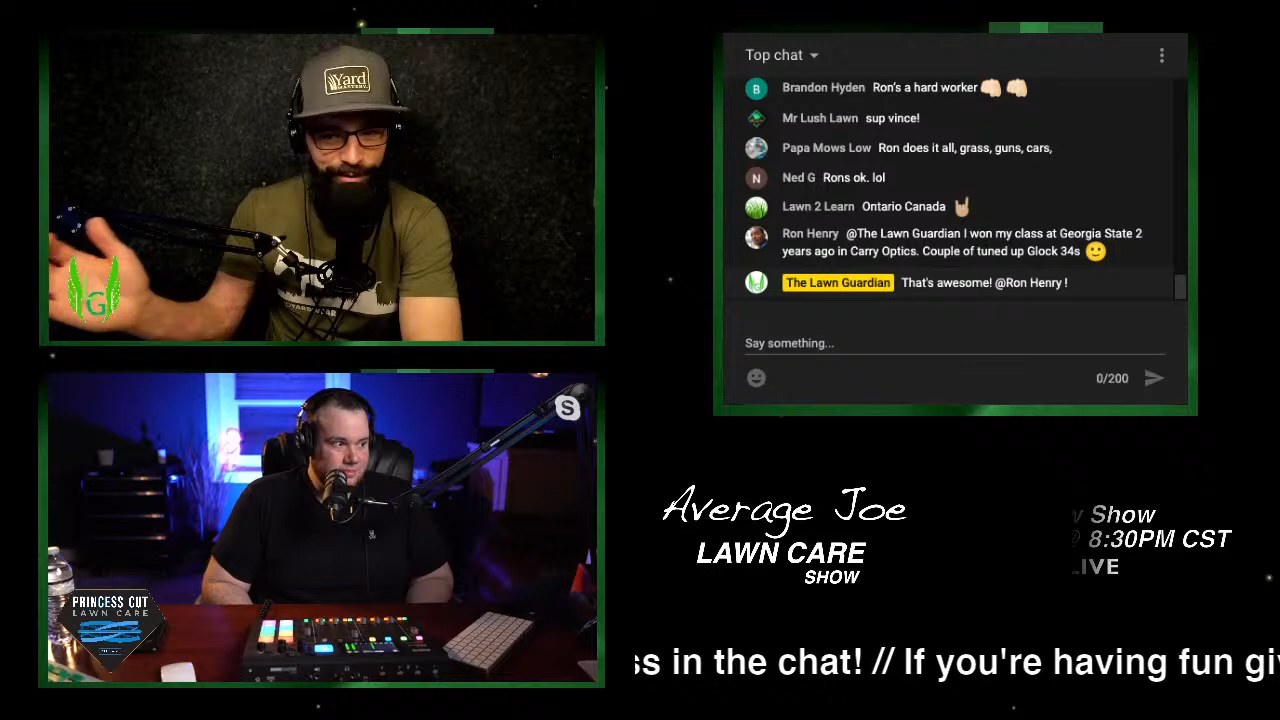 Yard
MASTERY
G
S
PRINCESS CUT
LAWN CARE
Top chat
B Brandon Hyden Ron's a hard worker 👊🏻 👊🏻
Mr Lush Lawn sup vince!
Papa Mows Low Ron does it all, grass, guns, cars,
N Ned G Rons ok. lol
Lawn 2 Learn Ontario Canada 🤘🏼
Ron Henry @The Lawn Guardian I won my class at Georgia State 2
years ago in Carry Optics. Couple of tuned up Glock 34s 🙂
The Lawn Guardian That's awesome! @Ron Henry !
Say something...
0/200
Average Joe
LAWN CARE
SHOW
Show
8:30PM CST
LIVE
ss in the chat! // If you're having fun giv